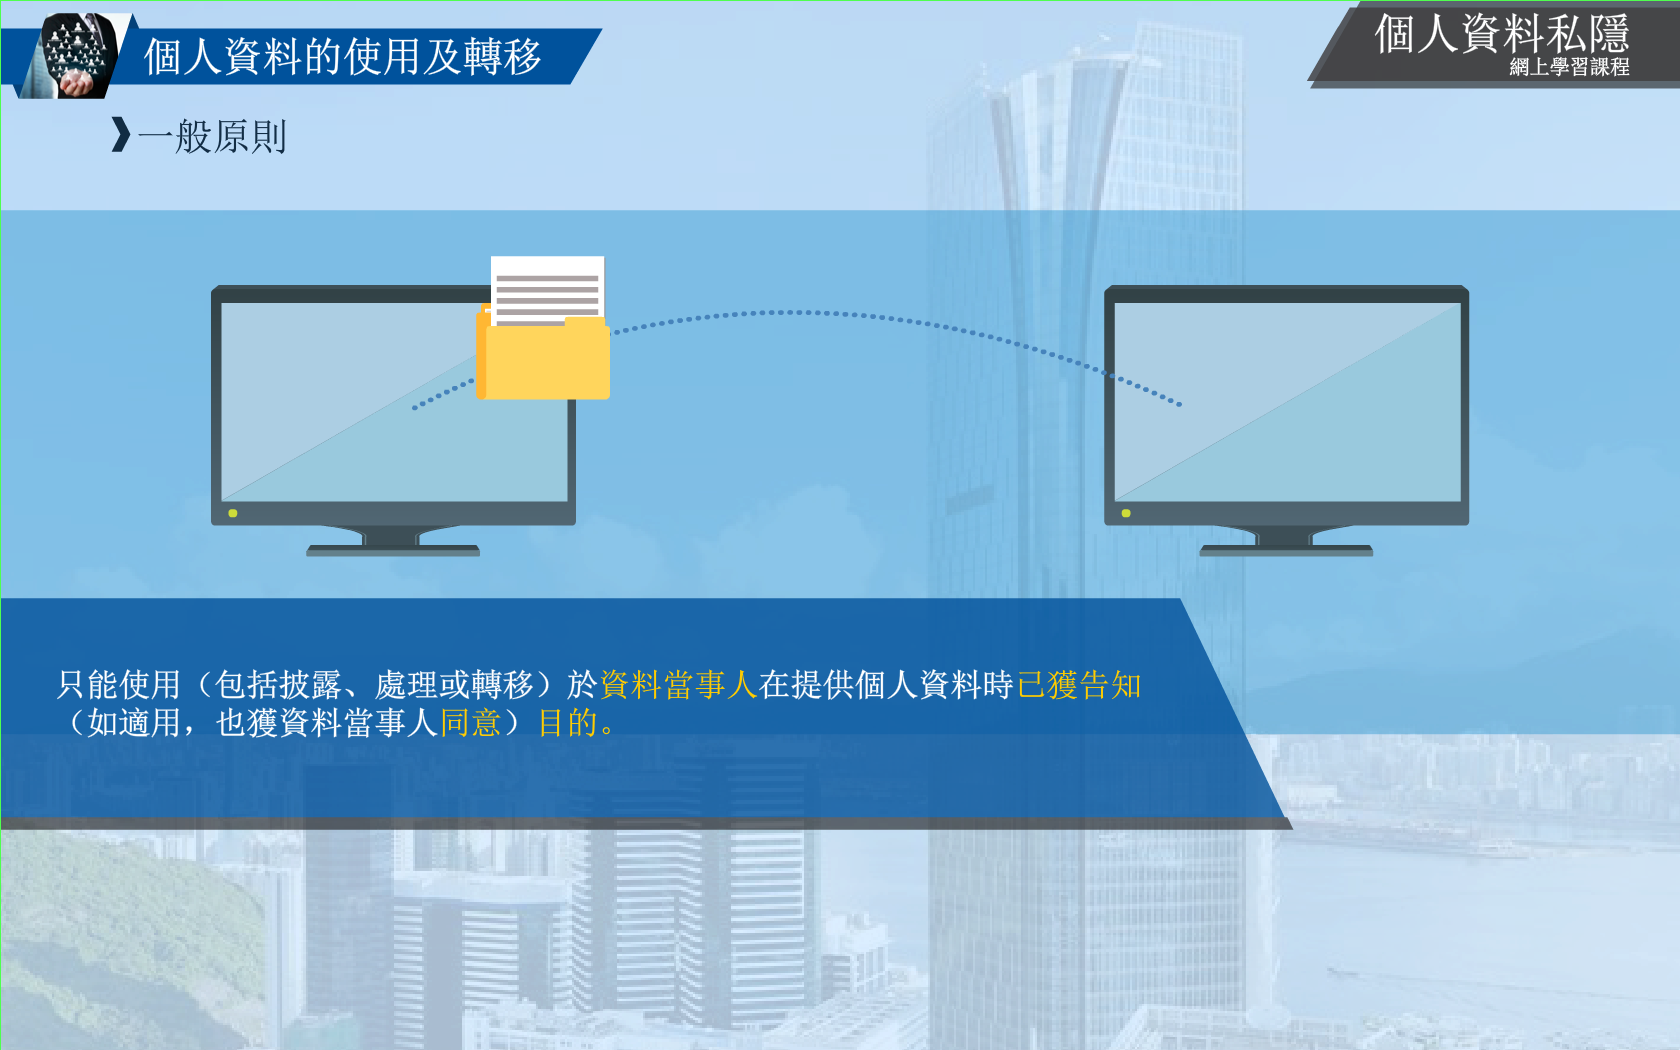 個人資料的使用及轉移
個人資料私隱
網上學習課程
一般原則
只能使用（包括披露、處理或轉移）於資料當事人在提供個人資料時已獲告知
（如適用，也獲資料當事人同意）目的。